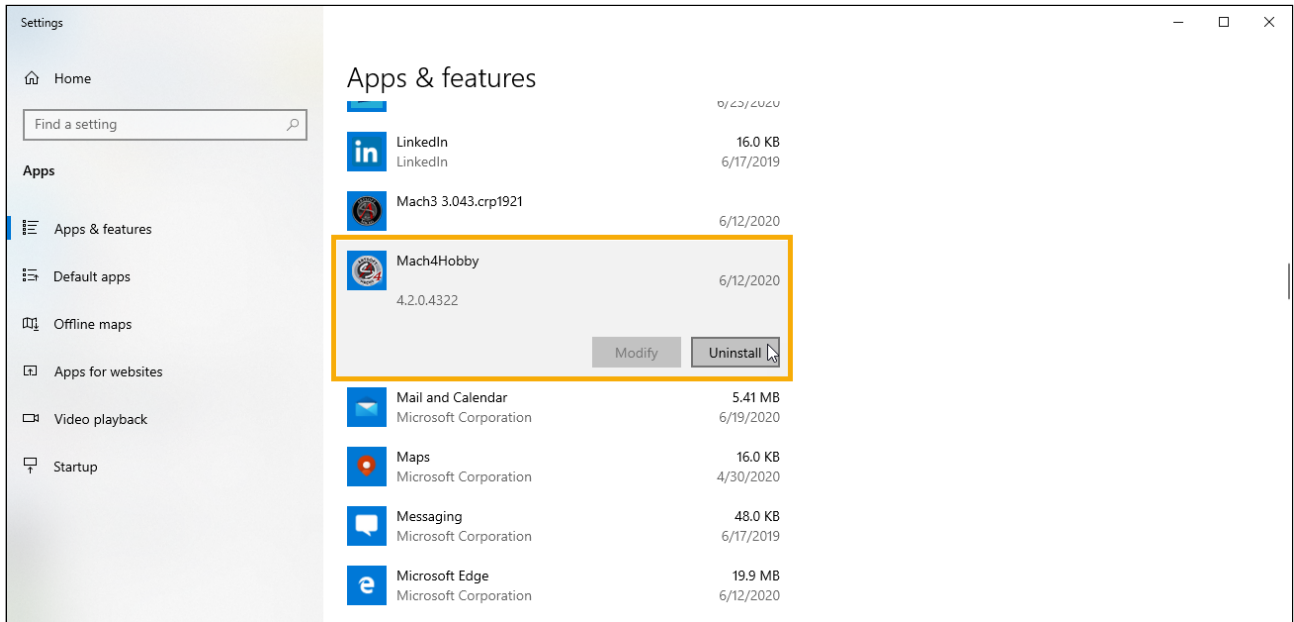 Settings
Home
Find a setting
Apps
Apps & features
Default apps
Offline maps
Apps for websites
Video playback
Startup
Apps & features
6/23/2020
LinkedIn 16.0 KB
LinkedIn 6/17/2019
Mach3 3.043.crp1921
6/12/2020
Mach4Hobby
6/12/2020
4.2.0.4322
Modify Uninstall
Mail and Calendar 5.41 MB
Microsoft Corporation 6/19/2020
Maps 16.0 KB
Microsoft Corporation 4/30/2020
Messaging 48.0 KB
Microsoft Corporation 6/17/2019
Microsoft Edge 19.9 MB
Microsoft Corporation 6/12/2020